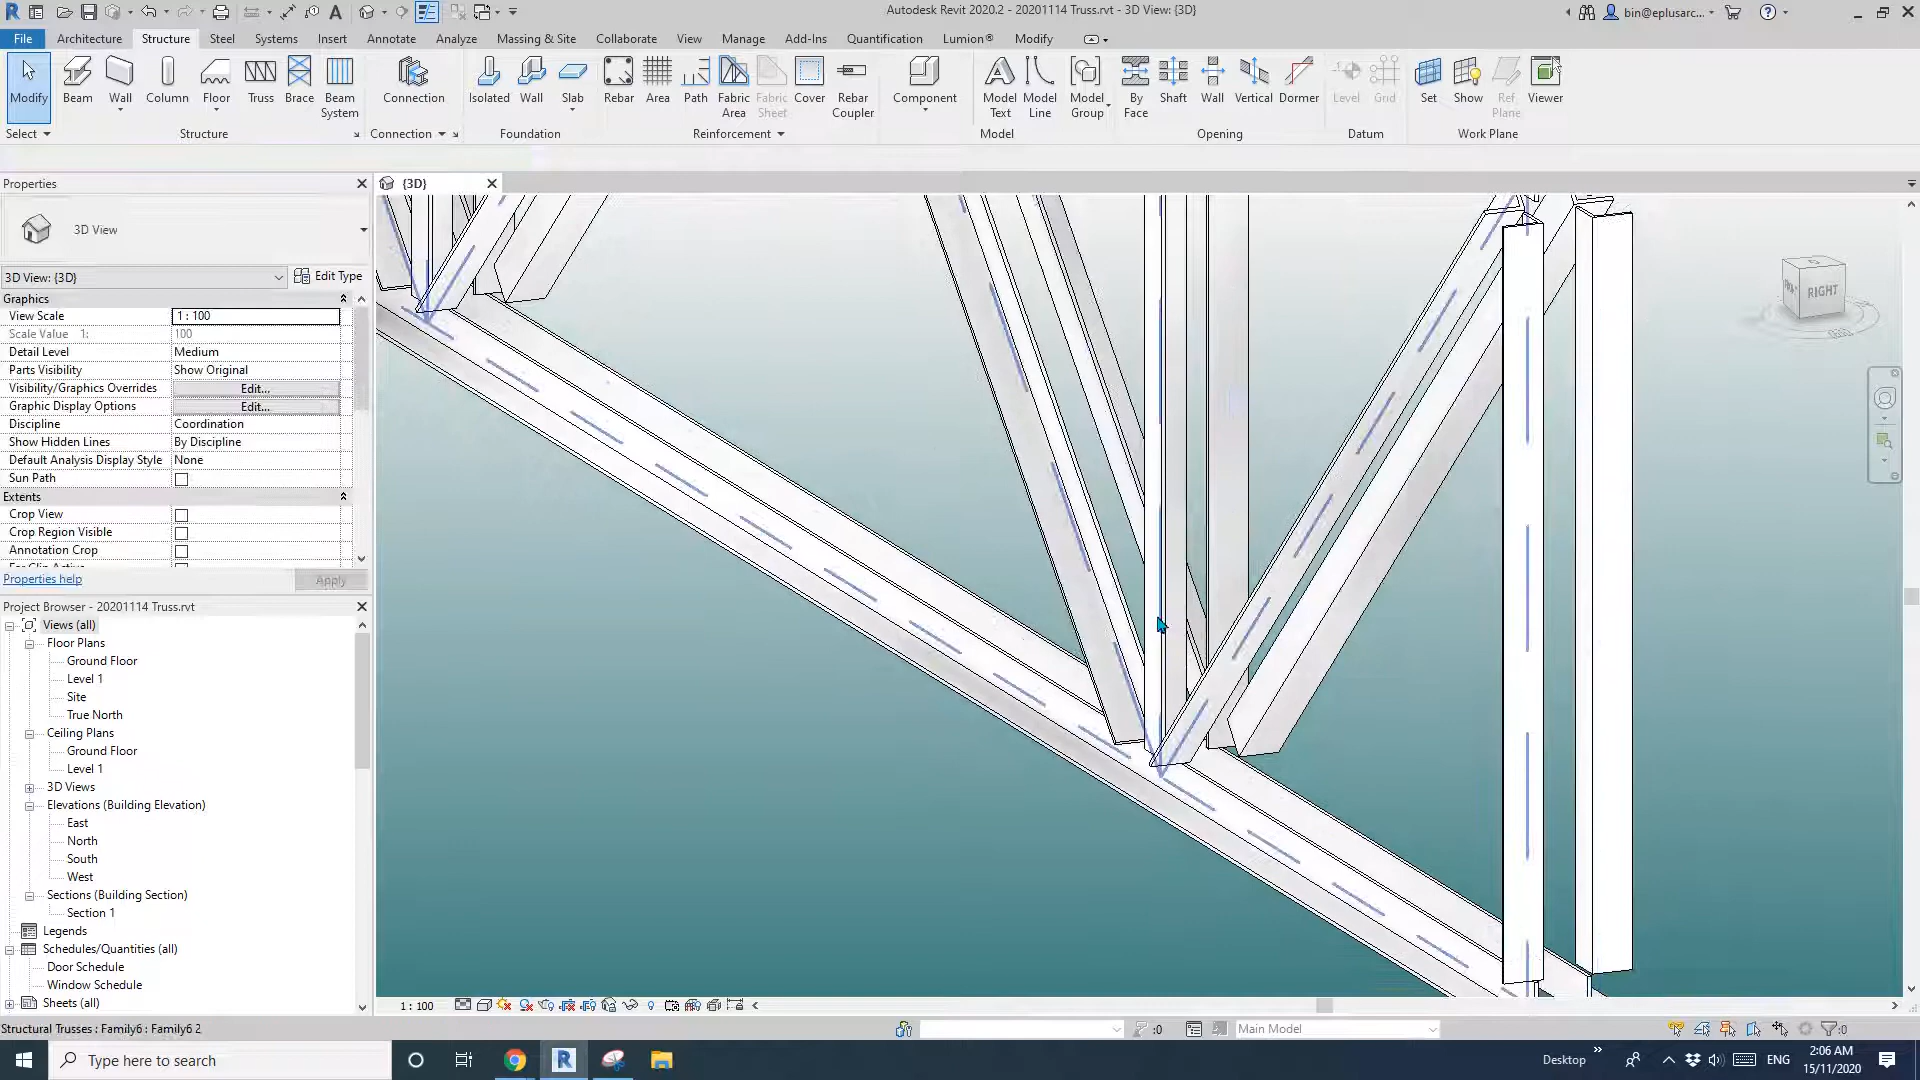 Autodesk Revit 2020.2 - 20201114 Truss.rvt - 3D View: {3D}
bin@eplusarc...
File Architecture Structure Steel Systems Insert Annotate Analyze Massing & Site Collaborate View Manage Add-Ins Quantification Lumion® Modify
Modify Beam Wall Column Floor Truss Brace Beam System Connection Isolated Wall Slab Rebar Area Path Fabric Area Fabric Sheet Cover Rebar Coupler Component Model Text Model Line Model Group By Face Shaft Wall Vertical Dormer Level Grid Set Show Ref Plane Viewer
Select Structure Connection Foundation Reinforcement Model Opening Datum Work Plane
Properties
{3D}
3D View
3D View: {3D} Edit Type
Graphics
View Scale 1 : 100
Scale Value 1: 100
Detail Level Medium
Parts Visibility Show Original
Visibility/Graphics Overrides Edit...
Graphic Display Options Edit...
Discipline Coordination
Show Hidden Lines By Discipline
Default Analysis Display Style None
Sun Path
Extents
Crop View
Crop Region Visible
Annotation Crop
Properties help Apply
RIGHT
Project Browser - 20201114 Truss.rvt
Views (all)
Floor Plans
Ground Floor
Level 1
Site
True North
Ceiling Plans
Ground Floor
Level 1
3D Views
Elevations (Building Elevation)
East
North
South
West
Sections (Building Section)
Section 1
Legends
Schedules/Quantities (all)
Door Schedule
Window Schedule
Sheets (all)
1 : 100
Structural Trusses : Family6 : Family6 2
:0 Main Model :0
Type here to search
Desktop
ENG
2:06 AM
15/11/2020